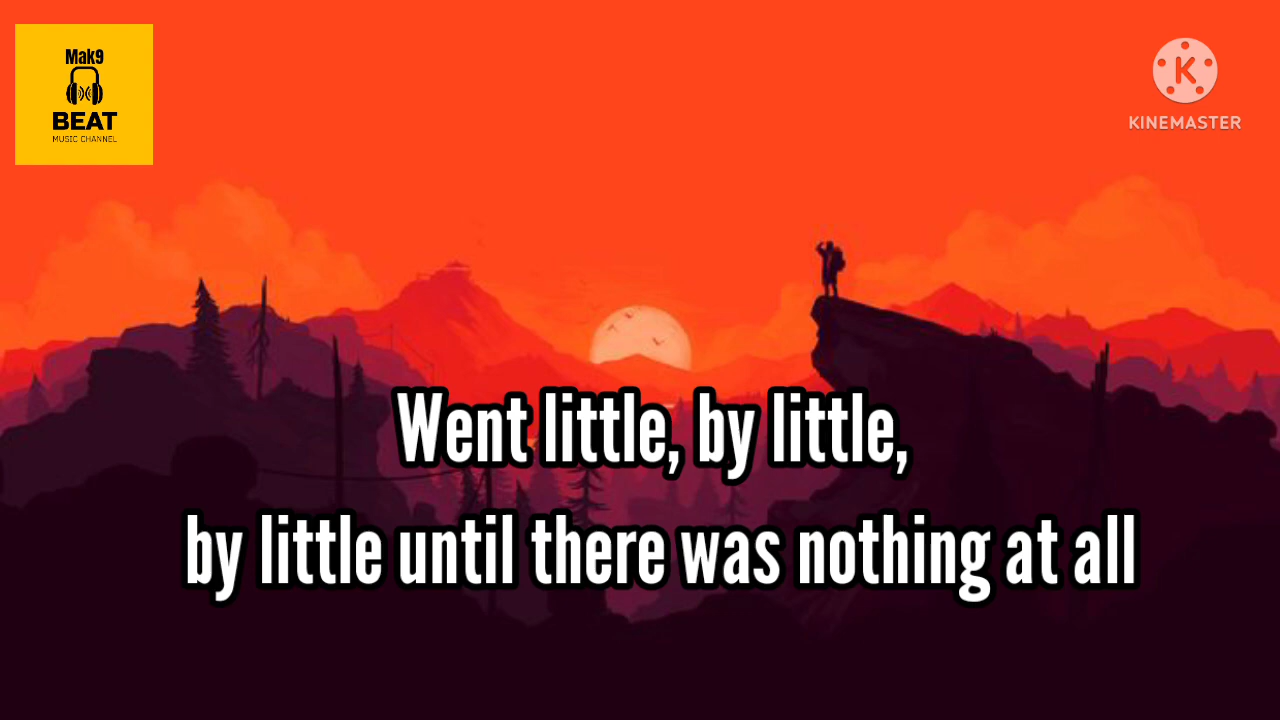 Mak9
BEAT
MUSIC CHANNEL
KINEMASTER
Went little, by little,
by little until there was nothing at all